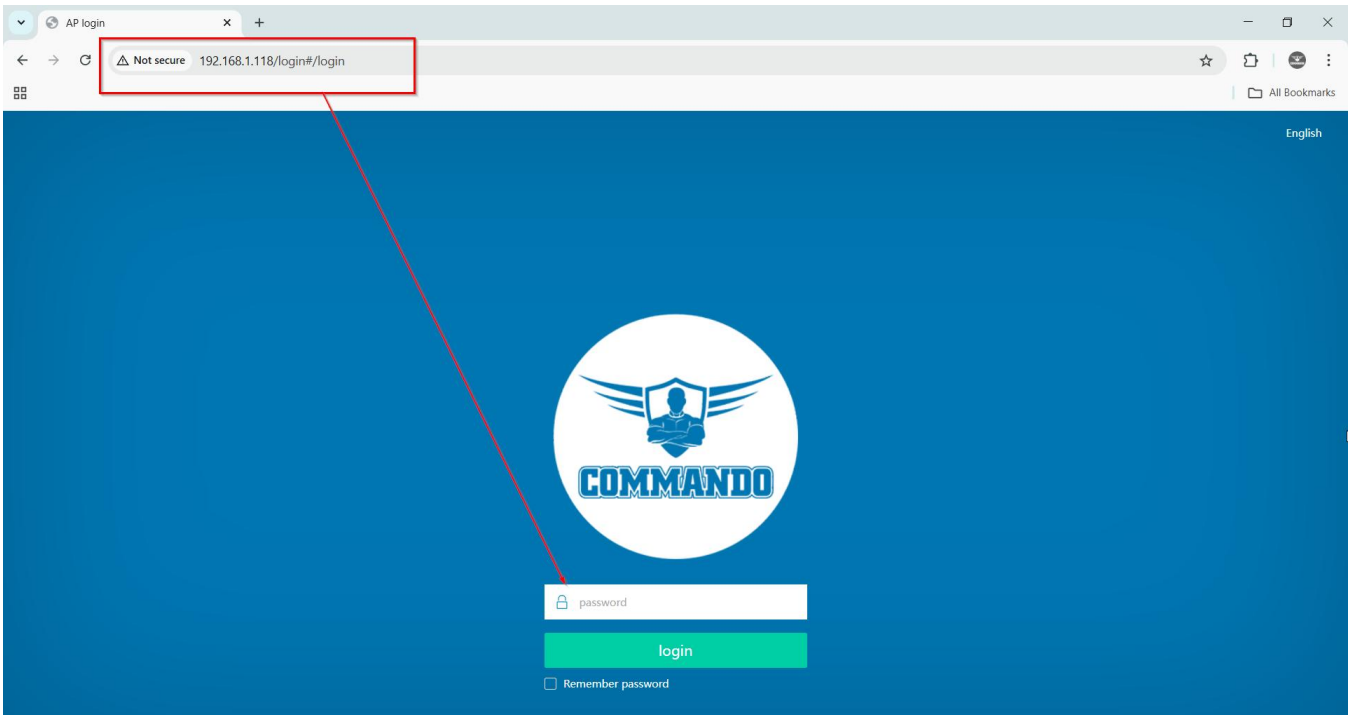 AP login
Not secure 192.168.1.118/login#/login
All Bookmarks
English
COMMANDO
password
login
Remember password